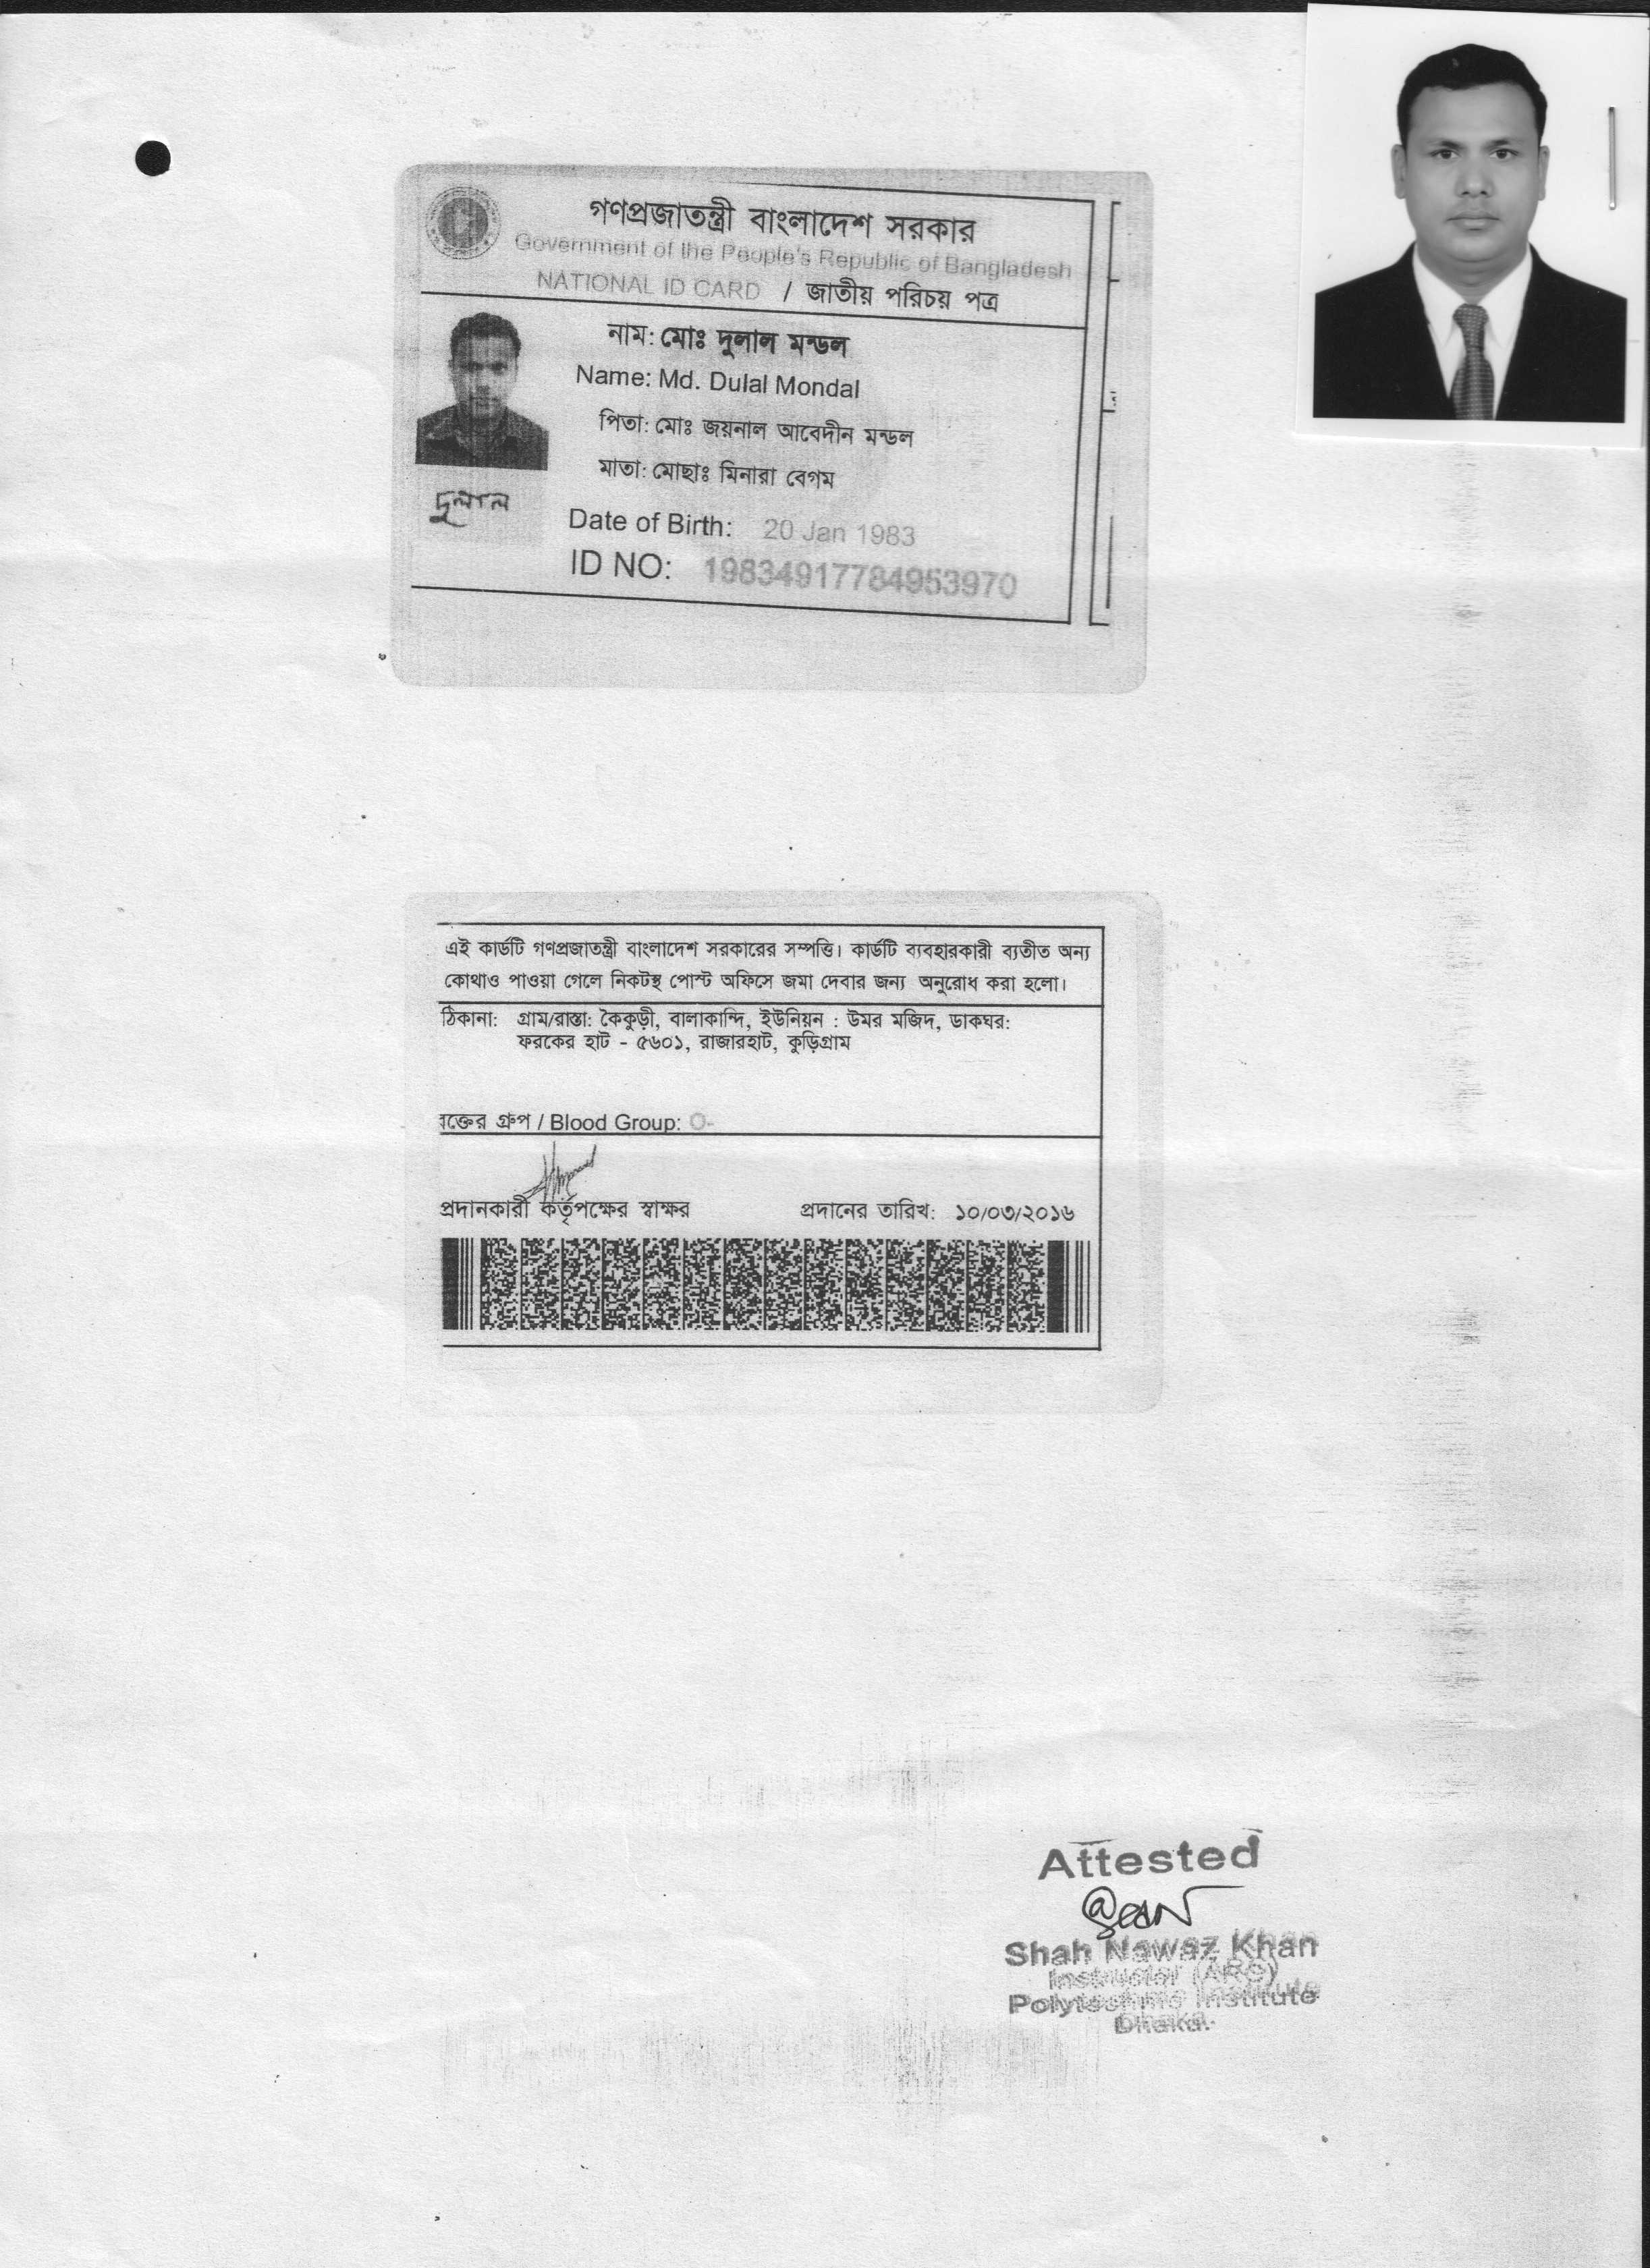 গণপ্রজাতন্ত্রী বাংলাদেশ সরকার
Government of the People's Republic of Bangladesh
NATIONAL ID CARD / জাতীয় পরিচয় পত্র
নাম: মোঃ দুলাল মন্ডল
Name: Md. Dulal Mondal
পিতা: মোঃ জয়নাল আবেদীন মন্ডল
মাতা: মোছাঃ মিনারা বেগম
দুলাল
Date of Birth: 20 Jan 1983
ID NO: 19834917784953970
এই কার্ডটি গণপ্রজাতন্ত্রী বাংলাদেশ সরকারের সম্পত্তি। কার্ডটি ব্যবহারকারী ব্যতীত অন্য
কোথাও পাওয়া গেলে নিকটস্থ পোস্ট অফিসে জমা দেবার জন্য অনুরোধ করা হলো।
ঠিকানা: গ্রাম/রাস্তা: কৈকুড়ী, বালাকান্দি, ইউনিয়ন : উমর মজিদ, ডাকঘর:
ফরকের হাট - ৫৬০১, রাজারহাট, কুড়িগ্রাম
রক্তের গ্রুপ / Blood Group: O-
প্রদানকারী কর্তৃপক্ষের স্বাক্ষর প্রদানের তারিখ: ১০/০৩/২০১৬
Attested
Shah Nawaz Khan
Instructor (ARC)
Polytechnic Institute
Dhaka.